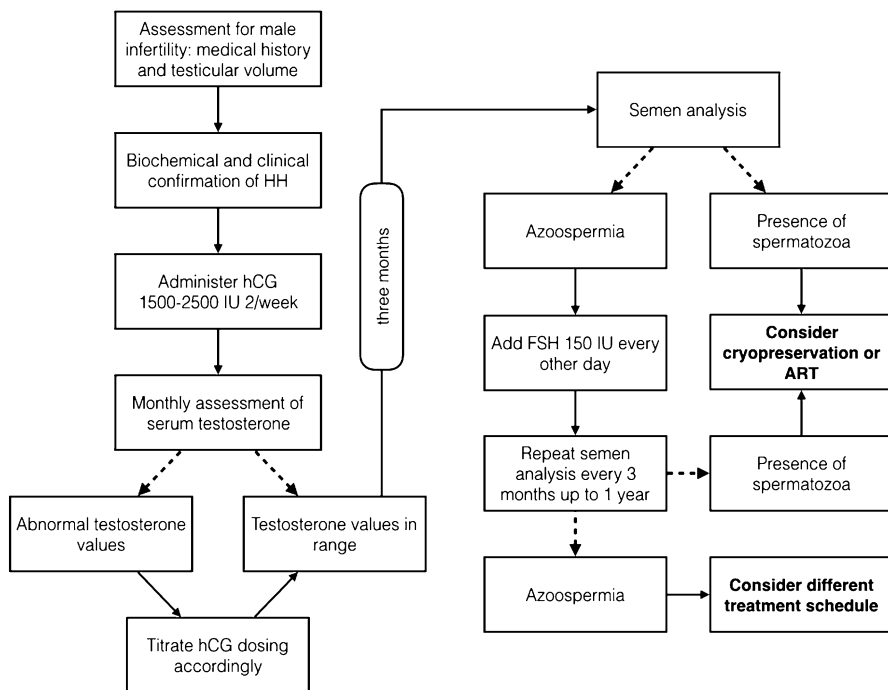 Assessment for male
infertility: medical history
and testicular volume
Biochemical and clinical
confirmation of HH
Administer hCG
1500-2500 IU 2/week
Monthly assessment of
serum testosterone
Abnormal testosterone
values
Testosterone values in
range
Titrate hCG dosing
accordingly
three months
Semen analysis
Azoospermia
Presence of
spermatozoa
Add FSH 150 IU every
other day
Consider
cryopreservation or
ART
Repeat semen
analysis every 3
months up to 1 year
Presence of
spermatozoa
Azoospermia
Consider different
treatment schedule